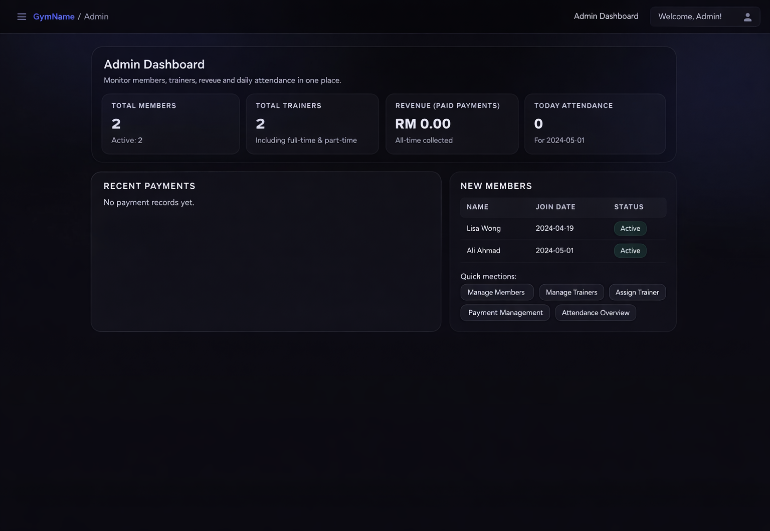 GymName / Admin
Admin Dashboard
Welcome, Admin!
Admin Dashboard
Monitor members, trainers, reveue and daily attendance in one place.
TOTAL MEMBERS
2
Active: 2
TOTAL TRAINERS
2
Including fuli-time & part-time
REVENUE (PAID PAYMENTS)
RM 0.00
All-time collected
TODAY ATTENDANCE
0
For 2024-05-01
RECENT PAYMENTS
No payment records yet.
NEW MEMBERS
NAME JOIN DATE STATUS
Lisa Wong 2024-04-19 Active
Ali Ahmad 2024-05-01 Active
Quick mections:
Manage Members Manage Trainers Assign Trainer
Payment Management Attendance Overview